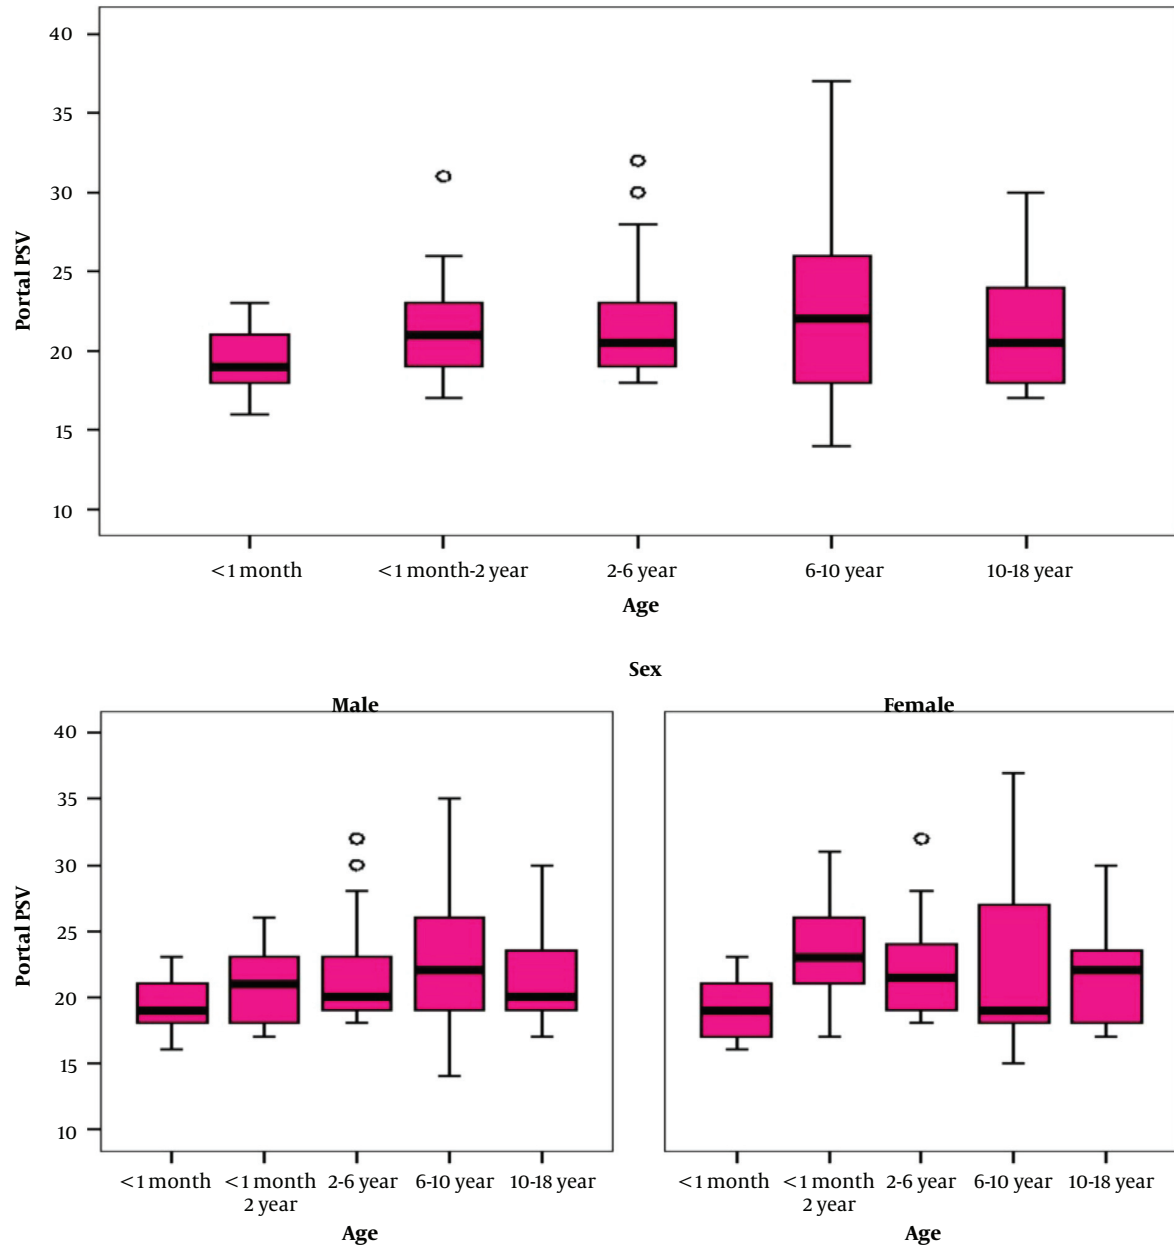 40
35
30
25
20
15
10
Portal PSV
<1 month <1 month-2 year 2-6 year 6-10 year 10-18 year
Age
Sex
Male
40
35
30
25
20
15
10
Portal PSV
<1 month <1 month 2-6 year 6-10 year 10-18 year
2 year
Age
Female
<1 month <1 month 2-6 year 6-10 year 10-18 year
2 year
Age